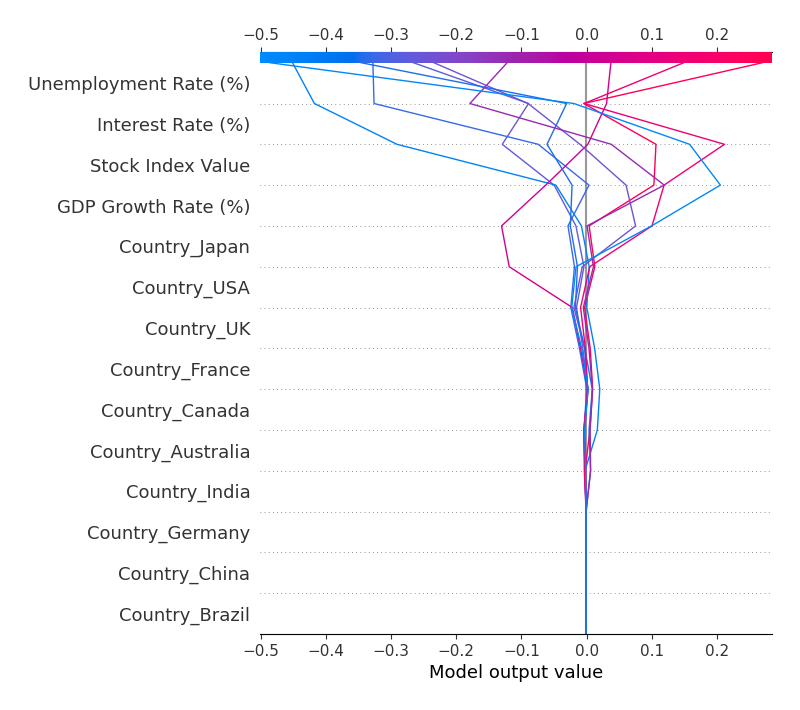 −0.5 −0.4 −0.3 −0.2 −0.1 0.0 0.1 0.2
Unemployment Rate (%)
Interest Rate (%)
Stock Index Value
GDP Growth Rate (%)
Country_Japan
Country_USA
Country_UK
Country_France
Country_Canada
Country_Australia
Country_India
Country_Germany
Country_China
Country_Brazil
−0.5 −0.4 −0.3 −0.2 −0.1 0.0 0.1 0.2
Model output value